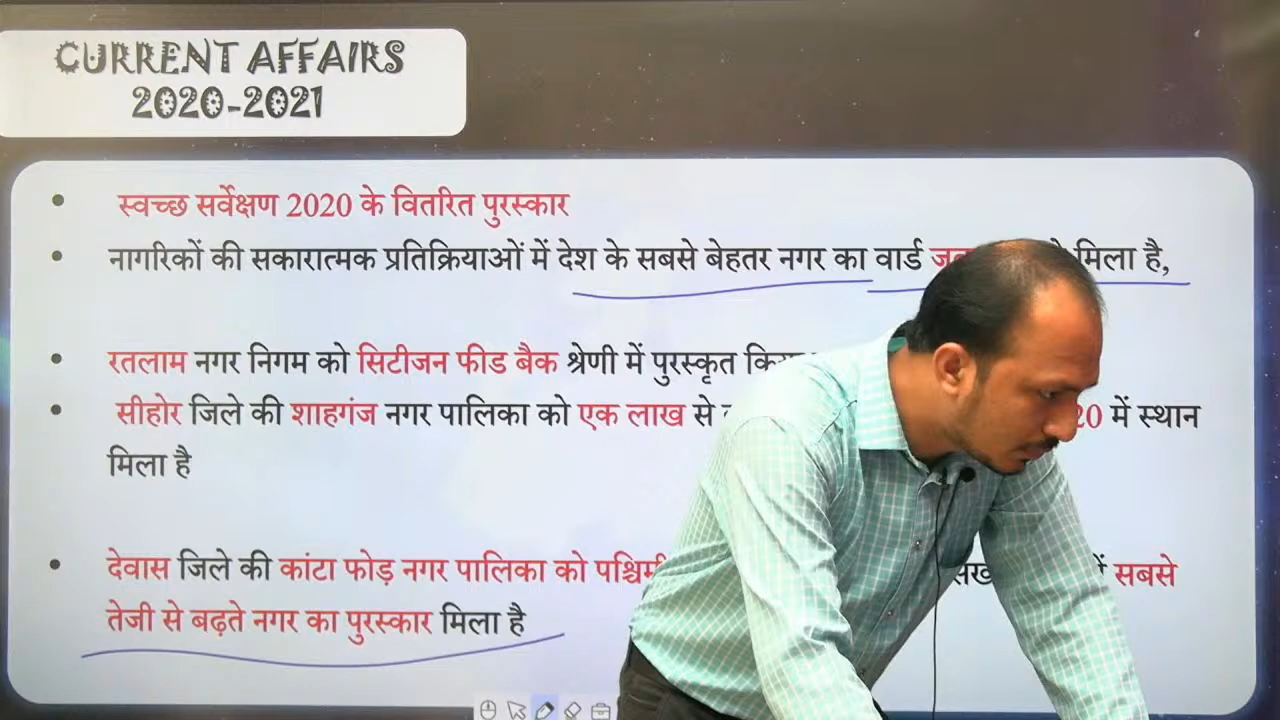 CURRENT AFFAIRS
2020-2021
स्वच्छ सर्वेक्षण 2020 के वितरित पुरस्कार
नागरिकों की सकारात्मक प्रतिक्रियाओं में देश के सबसे बेहतर नगर का वार्ड मिला है,
रतलाम नगर निगम को सिटीजन फीड बैक श्रेणी में पुरस्कृत
सीहोर जिले की शाहगंज नगर पालिका को एक लाख से 20 में स्थान
मिला है
देवास जिले की कांटा फोड़ नगर पालिका को सबसे
तेजी से बढ़ते नगर का पुरस्कार मिला है